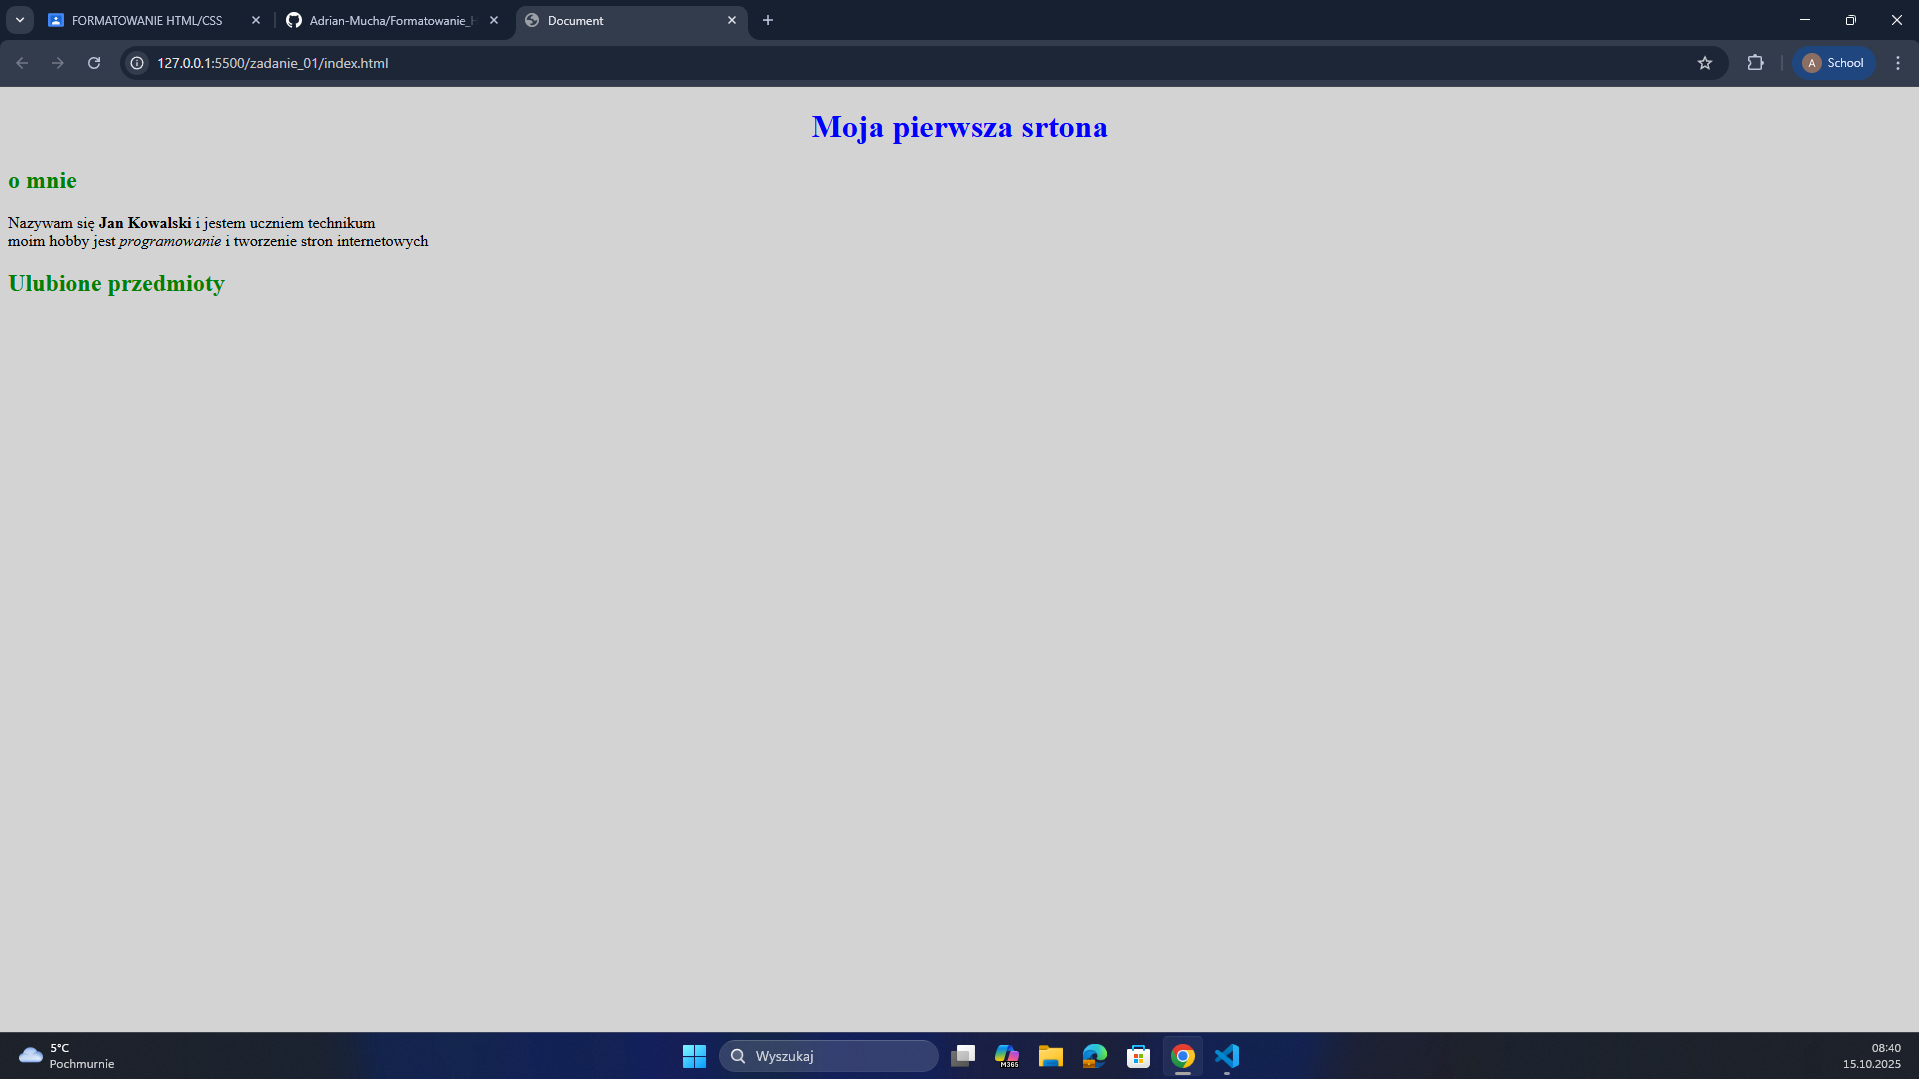 FORMATOWANIE HTML/CSS
Adrian-Mucha/Formatowanie_H
Document
127.0.0.1:5500/zadanie_01/index.html
A School
Moja pierwsza srtona
o mnie
Nazywam się Jan Kowalski i jestem uczniem technikum
moim hobby jest programowanie i tworzenie stron internetowych
Ulubione przedmioty
5°C
Pochmurnie
Wyszukaj
M365
08:40
15.10.2025